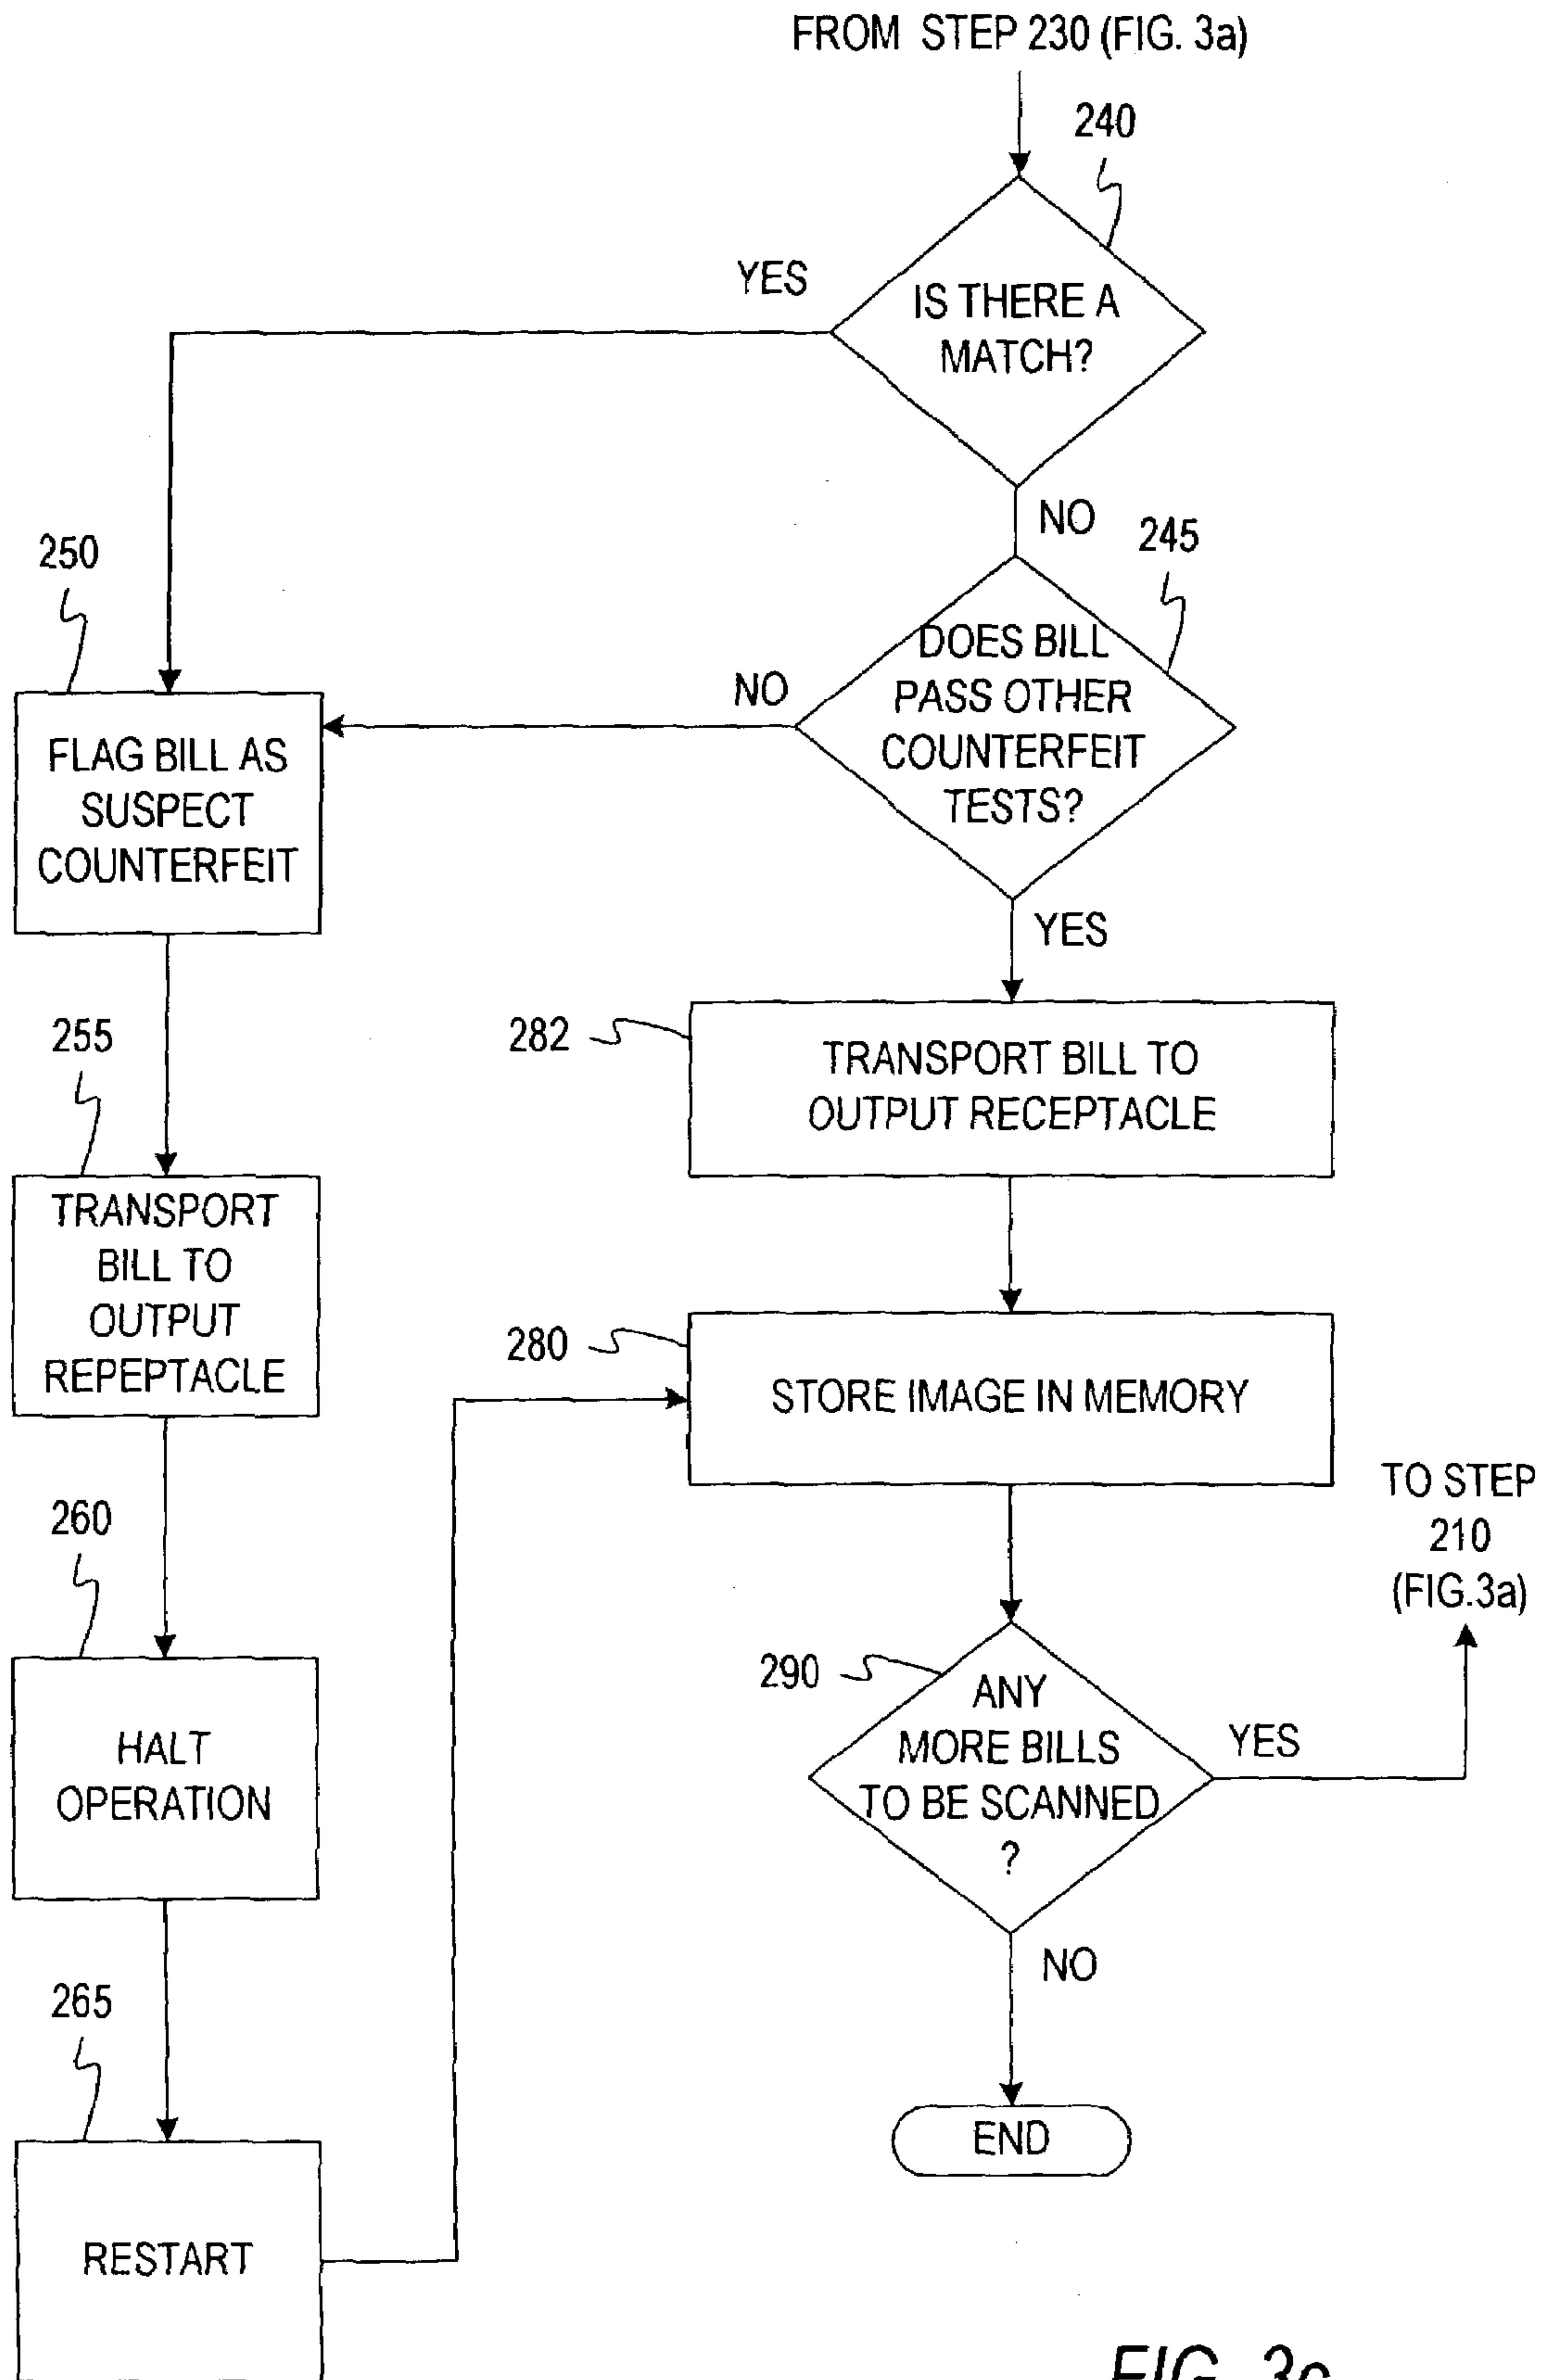 FROM STEP 230 (FIG. 3a)
240
YES
IS THERE A
MATCH?
NO
245
250
DOES BILL
PASS OTHER
COUNTERFEIT
TESTS?
NO
FLAG BILL AS
SUSPECT
COUNTERFEIT
YES
255
282
TRANSPORT BILL TO
OUTPUT RECEPTACLE
TRANSPORT
BILL TO
OUTPUT
REPEPTACLE
280
STORE IMAGE IN MEMORY
TO STEP
210
(FIG.3a)
260
290
ANY
MORE BILLS
TO BE SCANNED
?
YES
HALT
OPERATION
NO
265
END
RESTART
FIG. 3c